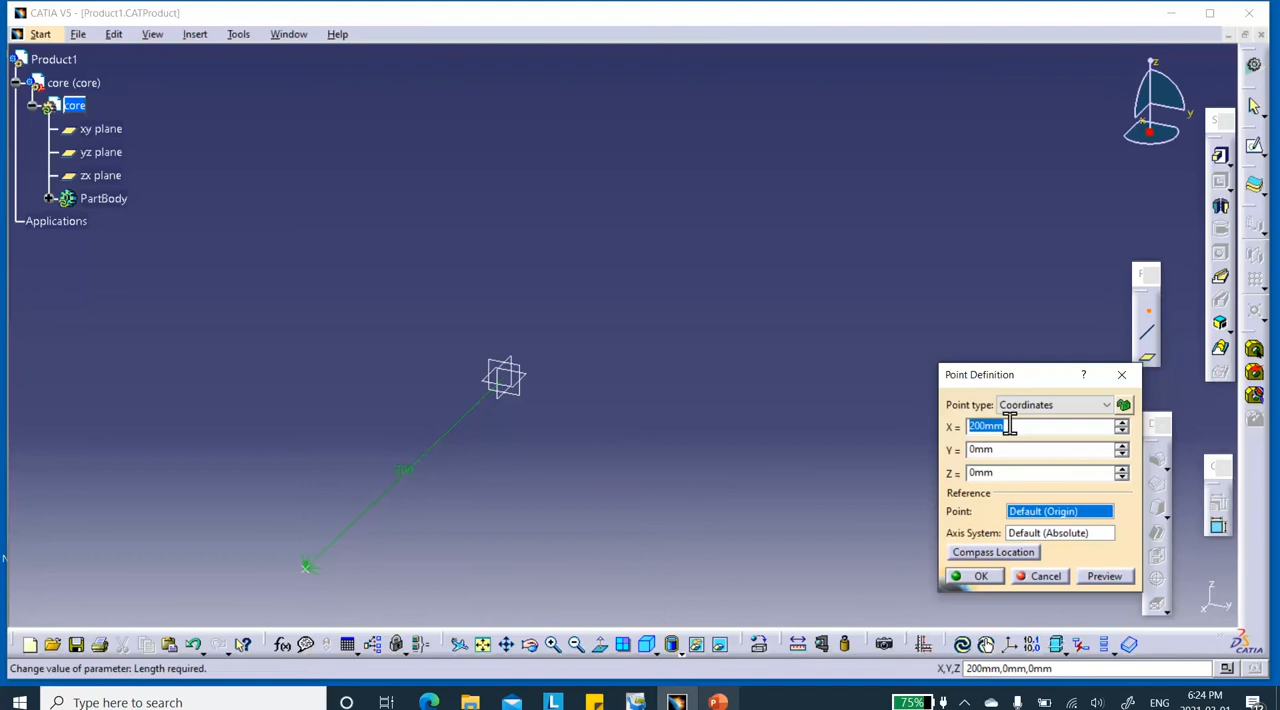 CATIA V5 - [Product1.CATProduct]
Start File Edit View Insert Tools Window Help
Product1
core (core)
core
xy plane
yz plane
zx plane
PartBody
Applications
z
y
x
S
F
200
Point Definition ? ×
Point type: Coordinates
X = 200mm
Y = 0mm
Z = 0mm
Reference
Point: Default (Origin)
Axis System: Default (Absolute)
Compass Location
OK Cancel Preview
Change value of parameter: Length required.
X,Y,Z 200mm,0mm,0mm
Type here to search
75%
ENG
6:24 PM